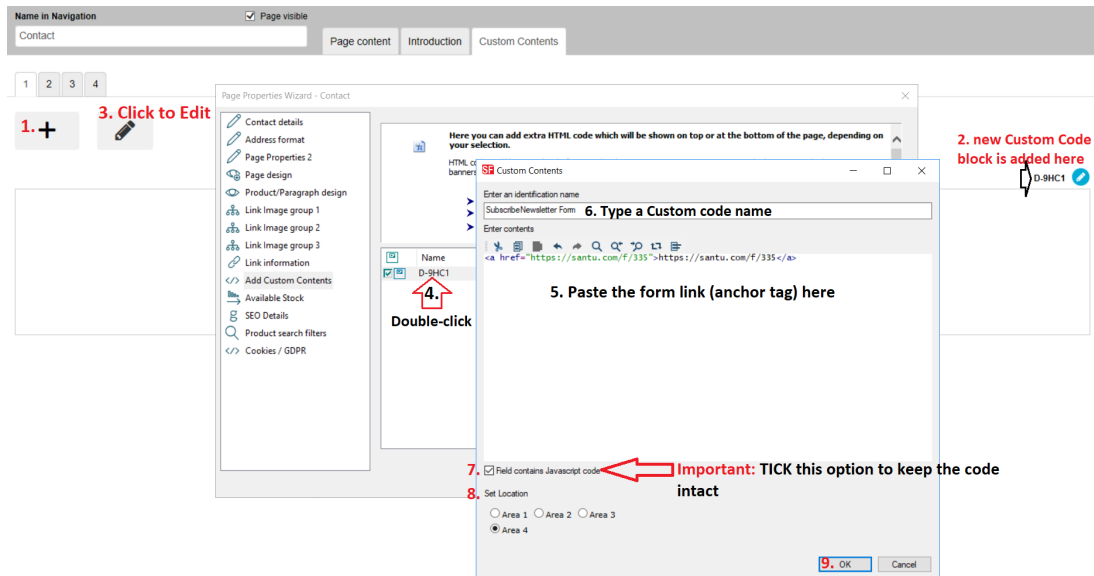 Name in Navigation
Page visible
Contact
Page content
Introduction
Custom Contents
1 2 3 4
1.
3. Click to Edit
2. new Custom Code
block is added here
D-9HC1
Page Properties Wizard - Contact
Contact details
Address format
Page Properties 2
Page design
Product/Paragraph design
Link Image group 1
Link Image group 2
Link Image group 3
Link information
Add Custom Contents
Available Stock
SEO Details
Product search filters
Cookies / GDPR
Here you can add extra HTML code which will be shown on top or at the bottom of the page, depending on
your selection.
HTML co
banners
Name
D-9HC1
4.
Double-click
SF Custom Contents
Enter an identification name
SubscribeNewsletter Form
6. Type a Custom code name
Enter contents
<a href="https://santu.com/f/335">https://santu.com/f/335</a>
5. Paste the form link (anchor tag) here
7. Field contains Javascript code
Important: TICK this option to keep the code
intact
8. Set Location
Area 1 Area 2 Area 3
Area 4
9. OK
Cancel